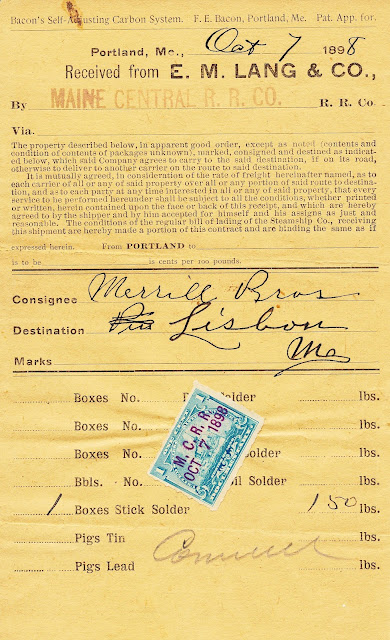 Bacon's Self-Adjusting Carbon System. F. E. Bacon, Portland, Me. Pat. App. for.
Portland, Me., Oct 7 1898
Received from E. M. LANG & CO.,
By MAINE CENTRAL R. R. CO. R. R. Co.
Via.
The property described below, in apparent good order, except as noted (contents and
condition of contents of packages unknown), marked, consigned and destined as indicat-
ed below, which said Company agrees to carry to the said destination, if on its road,
otherwise to deliver to another carrier on the route to said destination.
It is mutually agreed, in consideration of the rate of freight hereinafter named, as to
each carrier of all or any of said property over all or any portion of said route to destina-
tion, and as to each party at any time interested in all or any of said property, that every
service to be performed hereunder shall be subject to all the conditions, whether printed
or written, herein contained upon the face or back of this receipt, and which are hereby
agreed to by the shipper and by him accepted for himself and his assigns as just and
reasonable. The conditions of the regular bill of lading of the Steamship Co., receiving
this shipment are hereby made a portion of this contract and are binding the same as if
expressed herein. From PORTLAND to
is to be is cents per 100 pounds.
Consignee Merrill Bros
Destination Lisbon
Me
Marks
Boxes No. Solder lbs.
Boxes No. lbs.
Boxes No. lbs.
Bbls. No. Solder lbs.
1 Boxes Stick Solder 150 lbs.
Pigs Tin lbs.
Pigs Lead lbs.
M. C. R. R.
OCT 7 1898